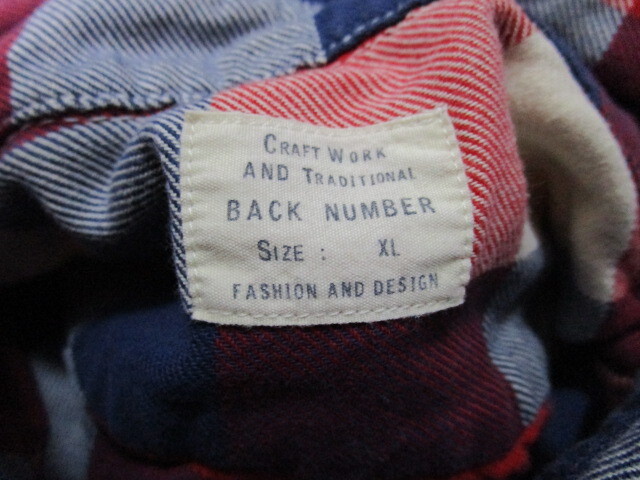 CRAFT WORK
AND TRADITIONAL
BACK NUMBER
SIZE : XL
FASHION AND DESIGN